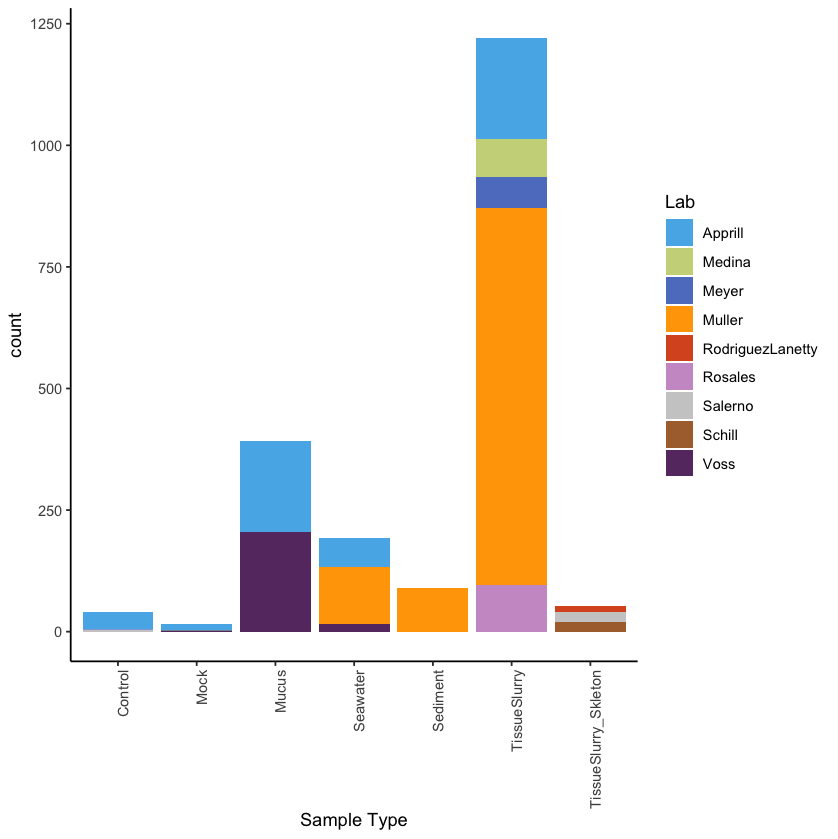 1250
1000
750
500
250
0
count
Control
Mock
Mucus
Seawater
Sediment
TissueSlurry
TissueSlurry_Skleton
Sample Type
Lab
Apprill
Medina
Meyer
Muller
RodriguezLanetty
Rosales
Salerno
Schill
Voss